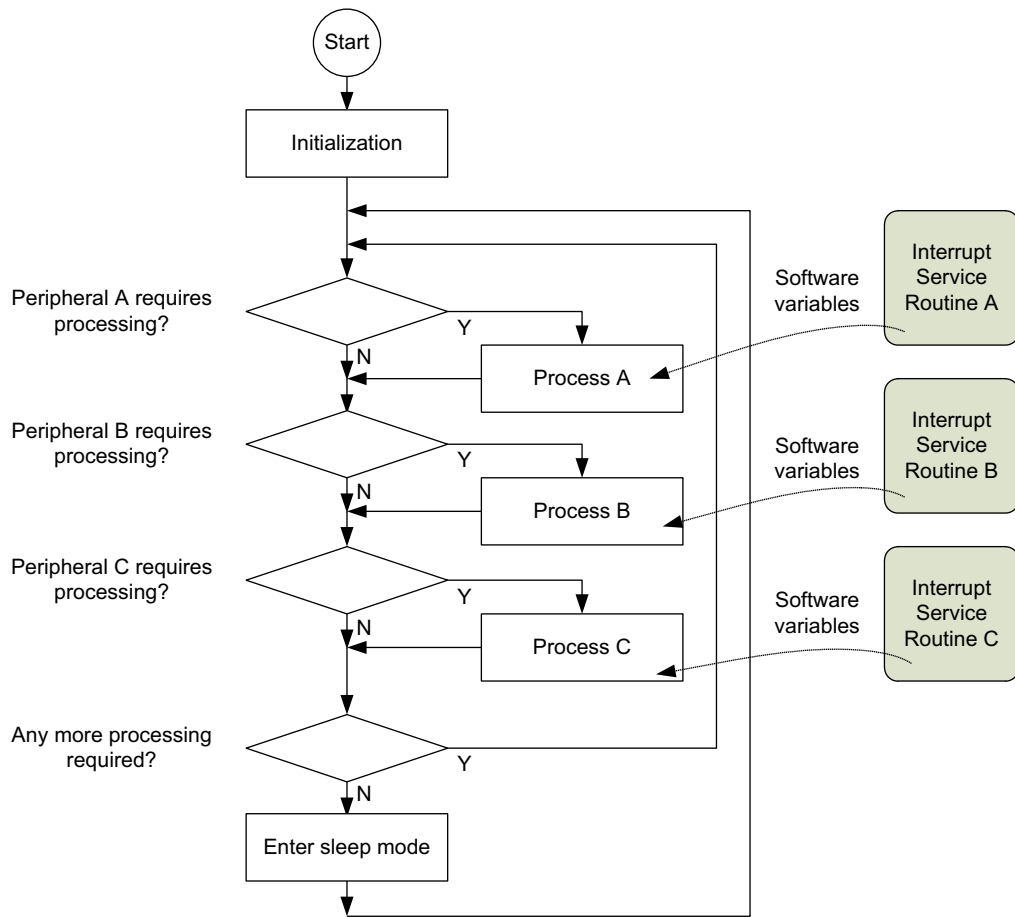 Start
Initialization
Peripheral A requires
processing?
Y
N
Process A
Software
variables
Interrupt
Service
Routine A
Peripheral B requires
processing?
Y
N
Process B
Software
variables
Interrupt
Service
Routine B
Peripheral C requires
processing?
Y
N
Process C
Software
variables
Interrupt
Service
Routine C
Any more processing
required?
Y
N
Enter sleep mode